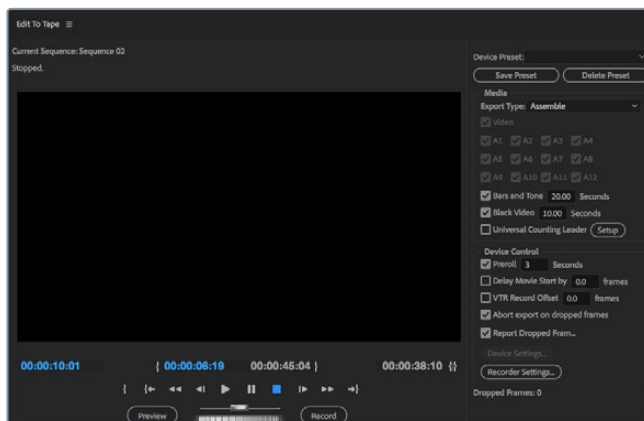 Edit To Tape
Current Sequence: Sequence 02
Stopped.
00:00:10:01
{ 00:00:06:19
00:00:45:04 }
00:00:38:10 {}
Preview
Record
Device Preset:
Save Preset
Delete Preset
Media
Export Type: Assemble
Video
A1 A2 A3 A4
A5 A6 A7 A8
A9 A10 A11 A12
Bars and Tone 20.00 Seconds
Black Video 10.00 Seconds
Universal Counting Leader Setup
Device Control
Preroll 3 Seconds
Delay Movie Start by 0.0 frames
VTR Record Offset 0.0 frames
Abort export on dropped frames
Report Dropped Fram...
Device Settings...
Recorder Settings...
Dropped Frames: 0